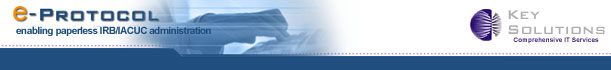 e-Protocol
enabling paperless IRB/IACUC administration
Key Solutions
Comprehensive IT Services